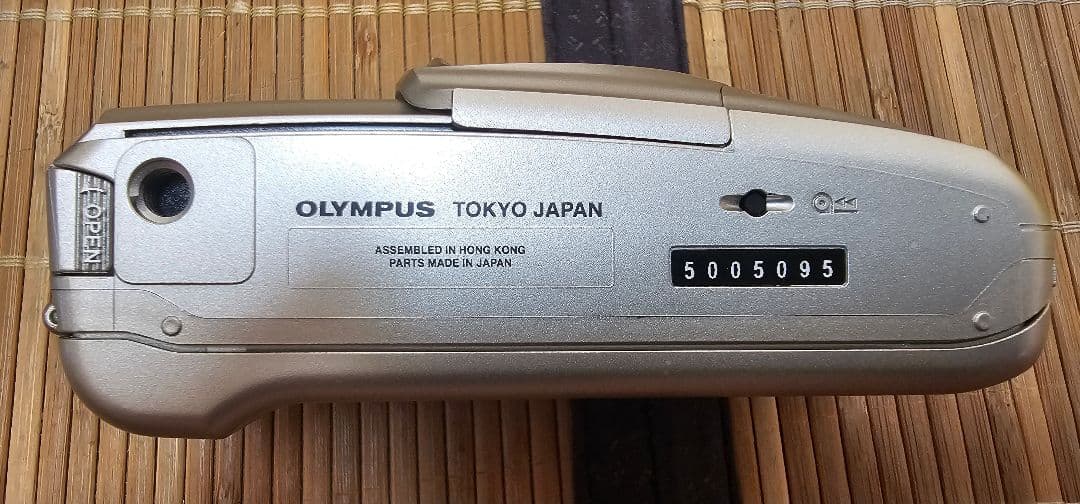 OLYMPUS TOKYO JAPAN
ASSEMBLED IN HONG KONG
PARTS MADE IN JAPAN
5005095
OPEN